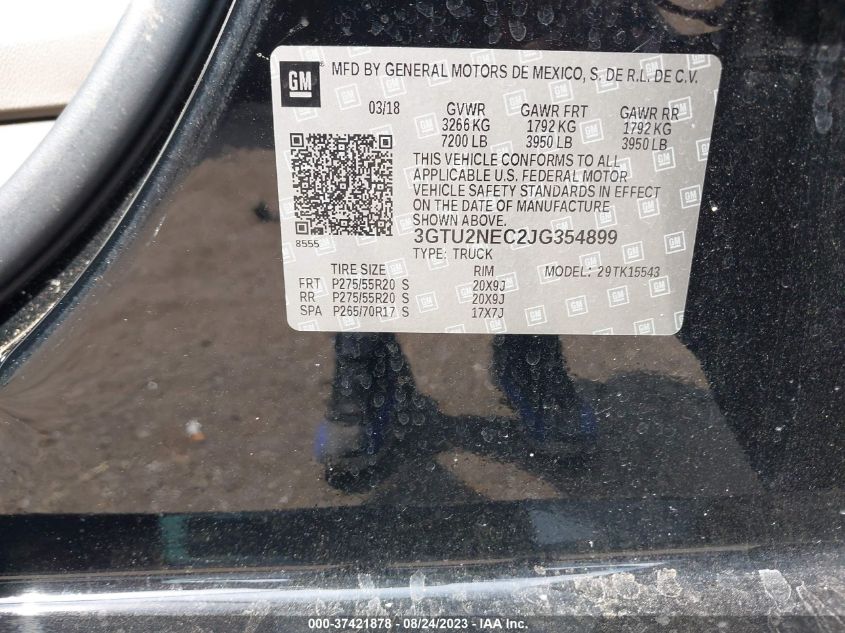 GM ® MFD BY GENERAL MOTORS DE MEXICO, S. DE R.L. DE C.V.
03/18 GVWR GAWR FRT GAWR RR
3266 KG 1792 KG 1792 KG
7200 LB 3950 LB 3950 LB
THIS VEHICLE CONFORMS TO ALL
APPLICABLE U.S. FEDERAL MOTOR
VEHICLE SAFETY STANDARDS IN EFFECT
ON THE DATE OF MANUFACTURE
SHOWN ABOVE.
8555 3GTU2NEC2JG354899
TYPE: TRUCK
TIRE SIZE RIM MODEL: 29TK15543
FRT P275/55R20 S 20X9J
RR P275/55R20 S 20X9J
SPA P265/70R17 S 17X7J
000-37421878 - 08/24/2023 - IAA Inc.